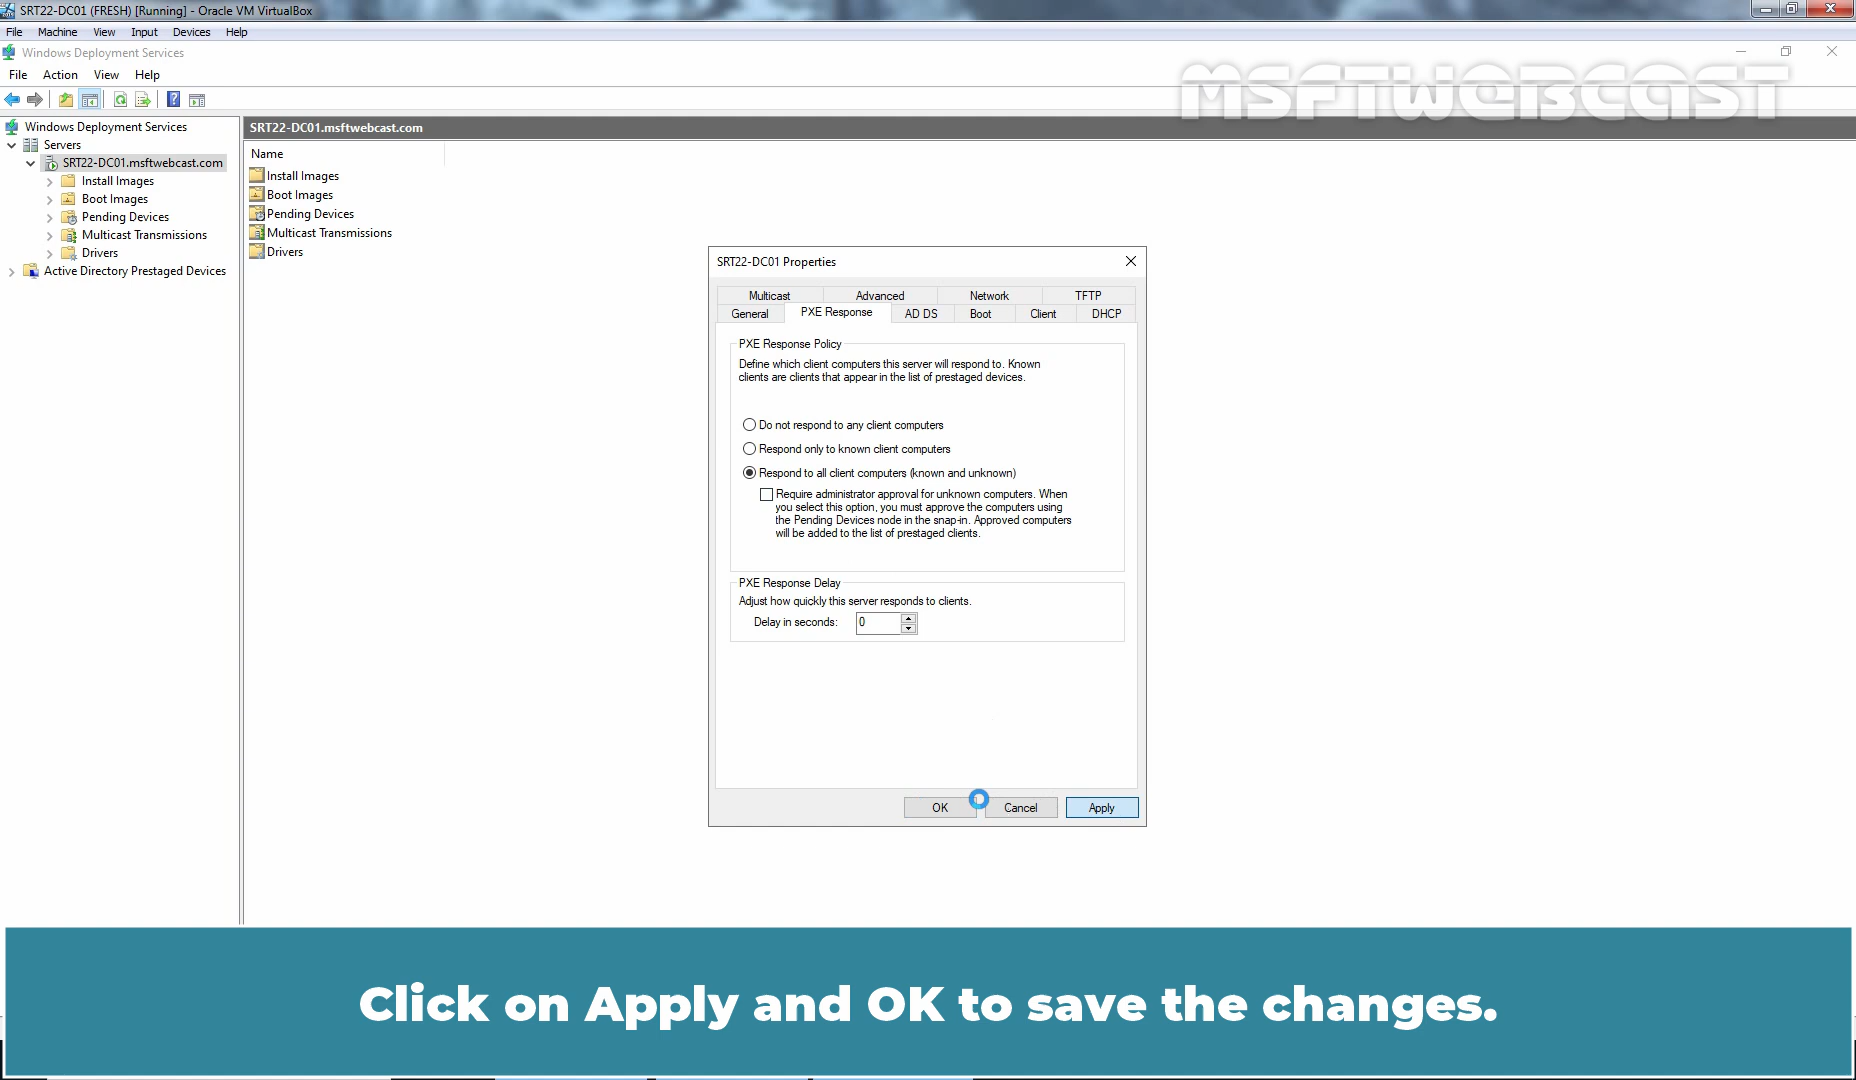 SRT22-DC01 (FRESH) [Running] - Oracle VM VirtualBox
File Machine View Input Devices Help
Windows Deployment Services
File Action View Help
MSFTWEBCAST
Windows Deployment Services
Servers
SRT22-DC01.msftwebcast.com
Install Images
Boot Images
Pending Devices
Multicast Transmissions
Drivers
Active Directory Prestaged Devices
SRT22-DC01.msftwebcast.com
Name
Install Images
Boot Images
Pending Devices
Multicast Transmissions
Drivers
SRT22-DC01 Properties
Multicast Advanced Network TFTP
General PXE Response AD DS Boot Client DHCP
PXE Response Policy
Define which client computers this server will respond to. Known
clients are clients that appear in the list of prestaged devices.
Do not respond to any client computers
Respond only to known client computers
Respond to all client computers (known and unknown)
Require administrator approval for unknown computers. When
you select this option, you must approve the computers using
the Pending Devices node in the snap-in. Approved computers
will be added to the list of prestaged clients.
PXE Response Delay
Adjust how quickly this server responds to clients.
Delay in seconds: 0
OK Cancel Apply
Click on Apply and OK to save the changes.